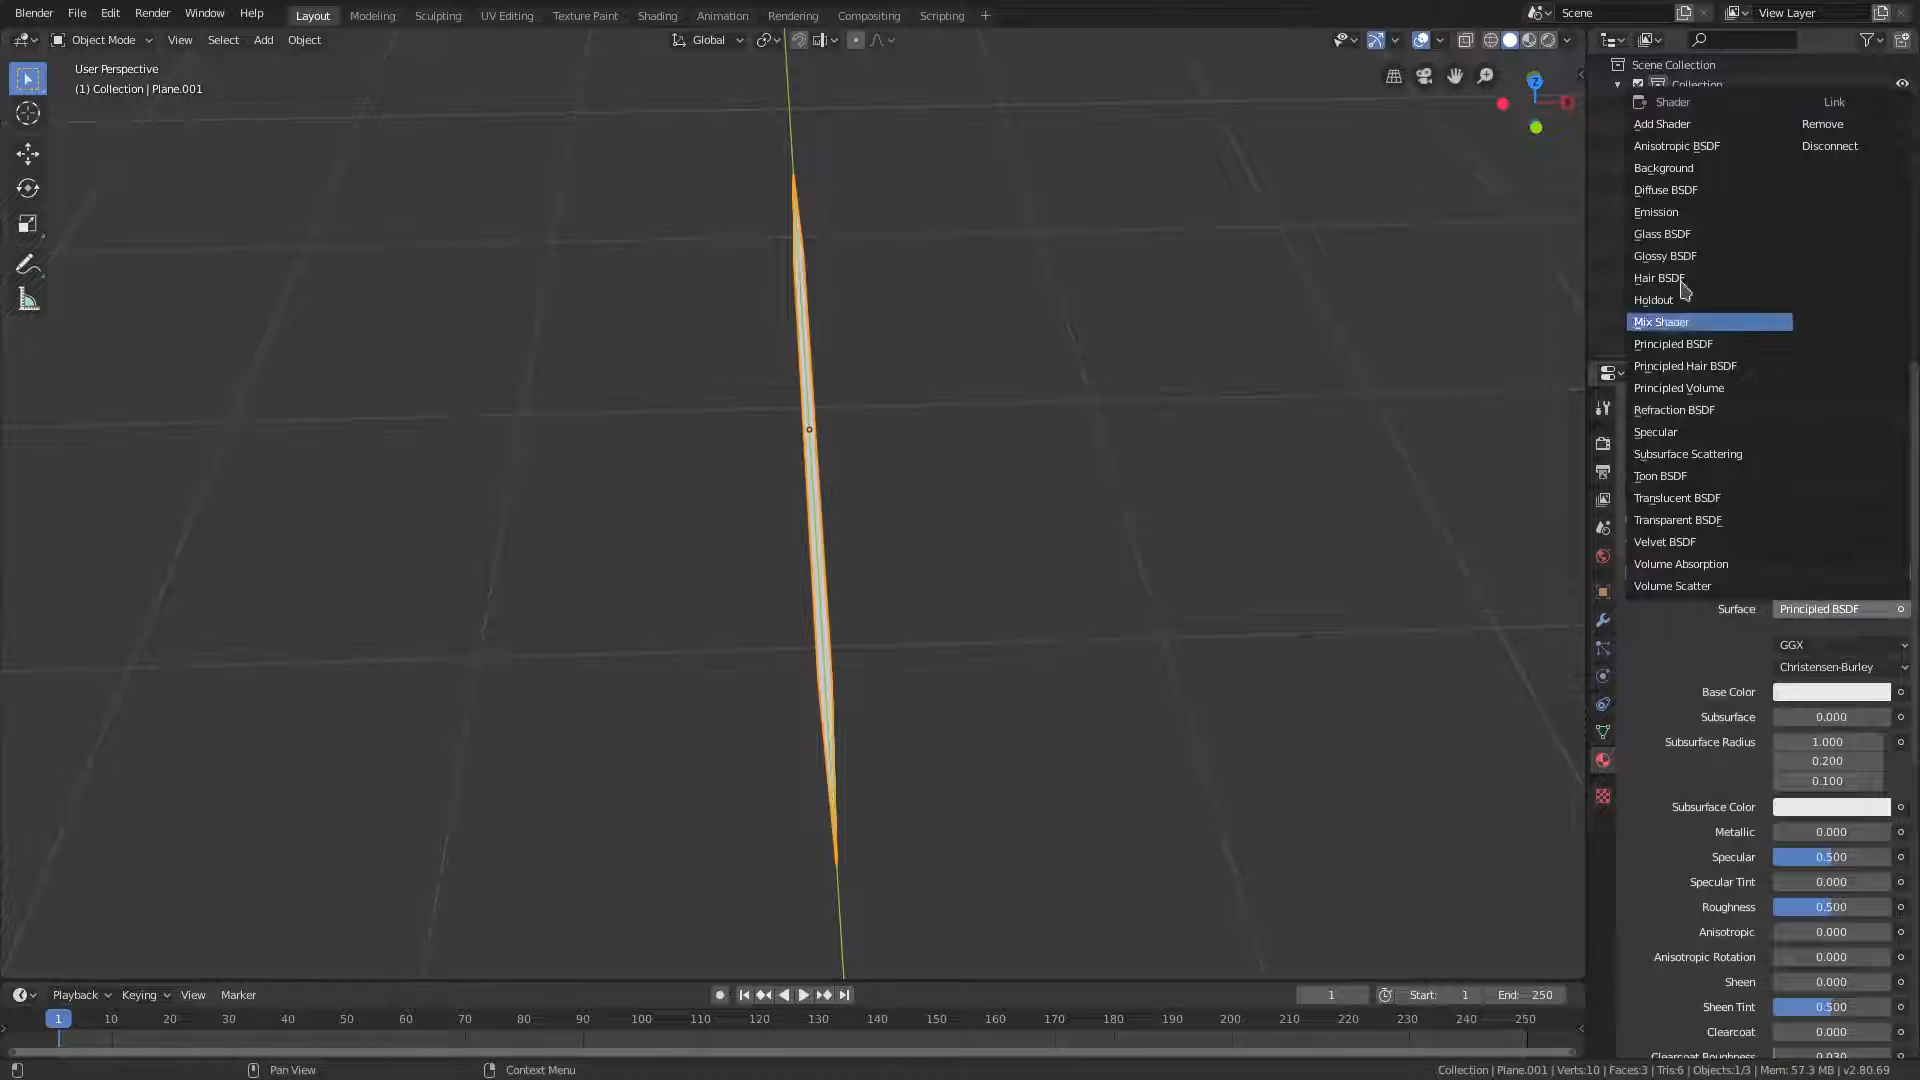 Blender File Edit Render Window Help Layout Modeling Sculpting UV Editing Texture Paint Shading Animation Rendering Compositing Scripting + Scene View Layer
Object Mode View Select Add Object Global
User Perspective
(1) Collection | Plane.001
Z
Scene Collection
Collection
Shader Link
Add Shader Remove
Anisotropic BSDF Disconnect
Background
Diffuse BSDF
Emission
Glass BSDF
Glossy BSDF
Hair BSDF
Holdout
Mix Shader
Principled BSDF
Principled Hair BSDF
Principled Volume
Refraction BSDF
Specular
Subsurface Scattering
Toon BSDF
Translucent BSDF
Transparent BSDF
Velvet BSDF
Volume Absorption
Volume Scatter
Surface Principled BSDF
GGX
Christensen-Burley
Base Color
Subsurface 0.000
Subsurface Radius 1.000
0.200
0.100
Subsurface Color
Metallic 0.000
Specular 0.500
Specular Tint 0.000
Roughness 0.500
Anisotropic 0.000
Anisotropic Rotation 0.000
Sheen 0.000
Sheen Tint 0.500
Clearcoat 0.000
Clearcoat Roughness 0.030
Playback Keying View Marker 1 Start: 1 End: 250
1 10 20 30 40 50 60 70 80 90 100 110 120 130 140 150 160 170 180 190 200 210 220 230 240 250
Pan View Context Menu Collection | Plane.001 | Verts:10 | Faces:3 | Tris:6 | Objects:1/3 | Mem: 57.3 MB | v2.80.69